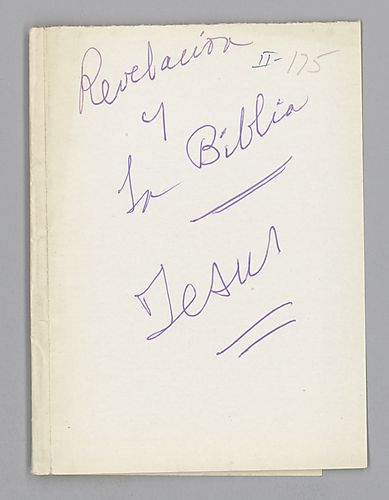 Revelacion
II-175
y
La Biblia
Jesus